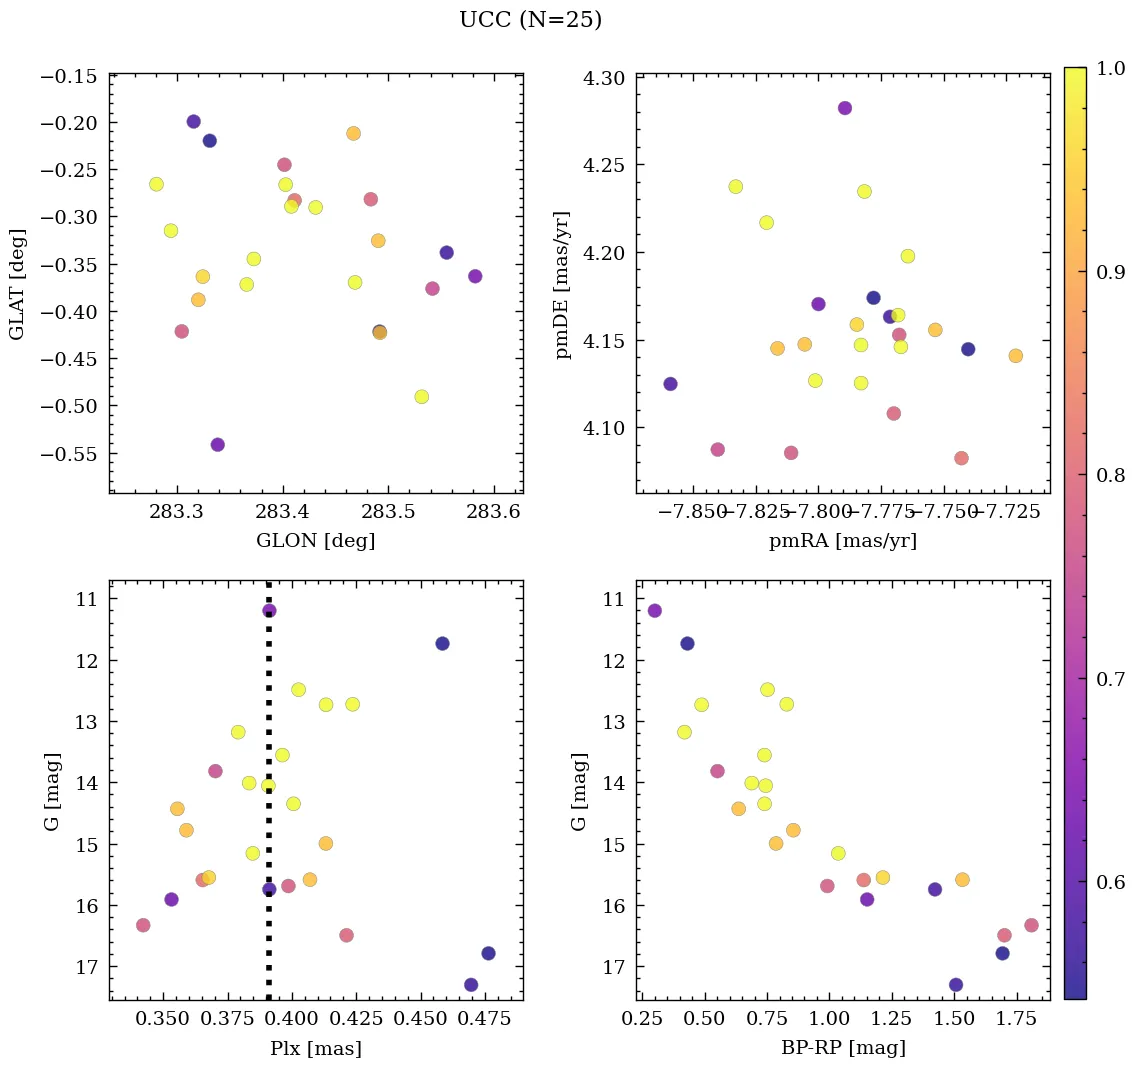 UCC (N=25)
−0.15
−0.20
−0.25
−0.30
−0.35
−0.40
−0.45
−0.50
−0.55
GLAT [deg]
283.3 283.4 283.5 283.6
GLON [deg]
4.30
4.25
4.20
4.15
4.10
pmDE [mas/yr]
−7.850 −7.825 −7.800 −7.775 −7.750 −7.725
pmRA [mas/yr]
11
12
13
14
15
16
17
G [mag]
0.350 0.375 0.400 0.425 0.450 0.475
Plx [mas]
11
12
13
14
15
16
17
G [mag]
0.25 0.50 0.75 1.00 1.25 1.50 1.75
BP-RP [mag]
1.0
0.9
0.8
0.7
0.6